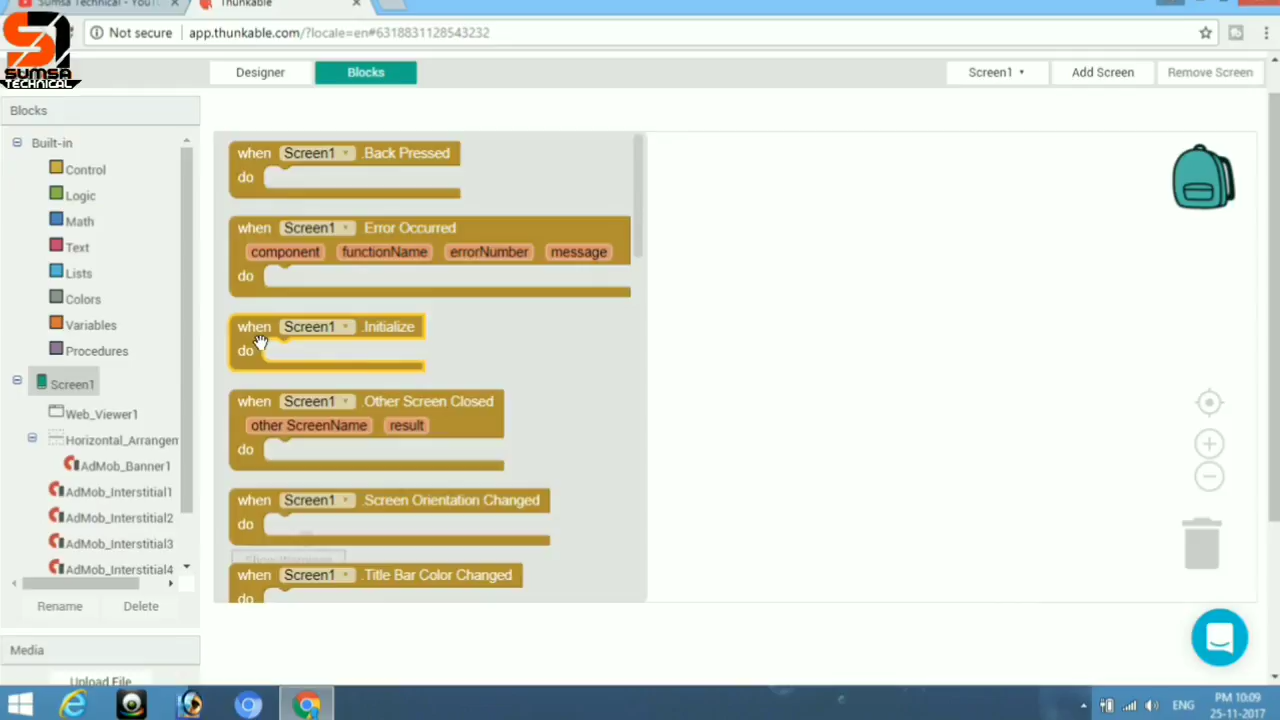 Sumsa Technical - YouT
Thunkable
Not secure
app.thunkable.com/?locale=en#6318831128543232
SUMSA
TECHNICAL
Designer
Blocks
Screen1
Add Screen
Remove Screen
Blocks
Built-in
Control
Logic
Math
Text
Lists
Colors
Variables
Procedures
Screen1
Web_Viewer1
Horizontal_Arrangen
AdMob_Banner1
AdMob_Interstitial1
AdMob_Interstitial2
AdMob_Interstitial3
AdMob_Interstitial4
Rename
Delete
Media
Upload File
when Screen1 .Back Pressed
do
when Screen1 .Error Occurred
component functionName errorNumber message
do
when Screen1 .Initialize
do
when Screen1 .Other Screen Closed
other ScreenName result
do
when Screen1 .Screen Orientation Changed
do
Show Warnings
when Screen1 .Title Bar Color Changed
do
ENG
PM 10:09
25-11-2017